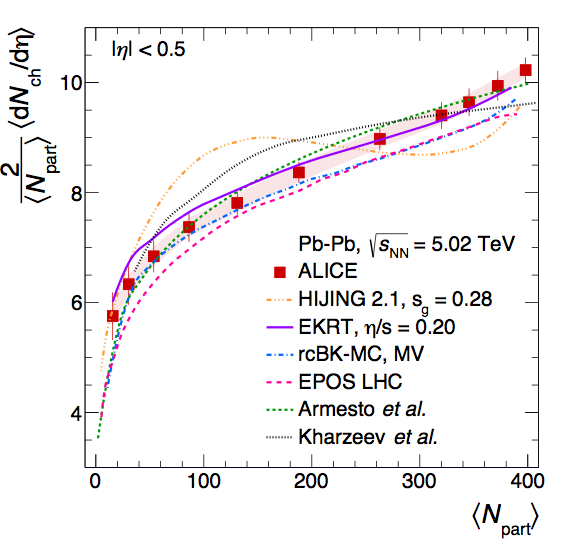 |η| < 0.5
2/⟨N_part⟩ ⟨dN_ch/dη⟩
10
8
6
4
Pb-Pb, √s_NN = 5.02 TeV
ALICE
HIJING 2.1, s_g = 0.28
EKRT, η/s = 0.20
rcBK-MC, MV
EPOS LHC
Armesto et al.
Kharzeev et al.
0 100 200 300 400
⟨N_part⟩